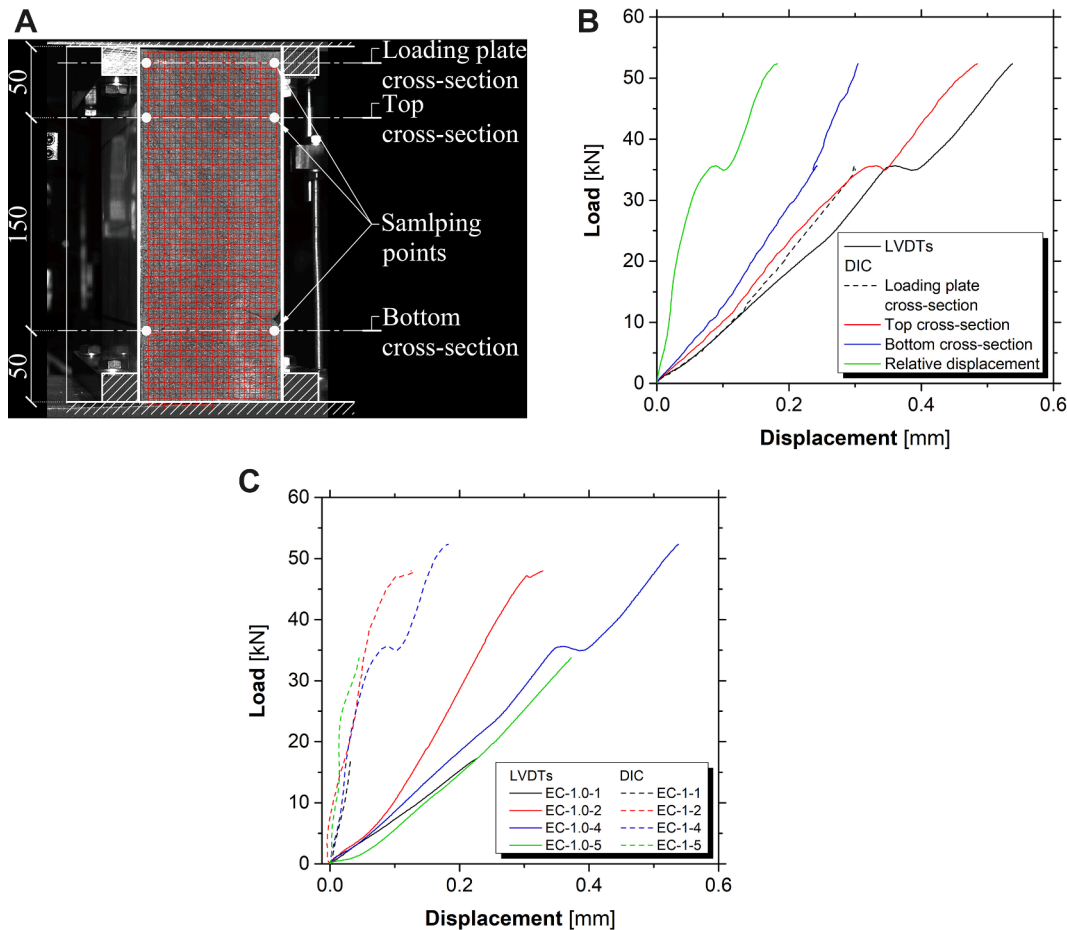 A
50
150
50
Loading plate
cross-section
Top
cross-section
Samlping
points
Bottom
cross-section
B
60
50
40
30
20
10
0
Load [kN]
0.0 0.2 0.4 0.6
Displacement [mm]
LVDTs
DIC
Loading plate
cross-section
Top cross-section
Bottom cross-section
Relative displacement
C
60
50
40
30
20
10
0
Load [kN]
0.0 0.2 0.4 0.6
Displacement [mm]
LVDTs DIC
EC-1.0-1 EC-1-1
EC-1.0-2 EC-1-2
EC-1.0-4 EC-1-4
EC-1.0-5 EC-1-5